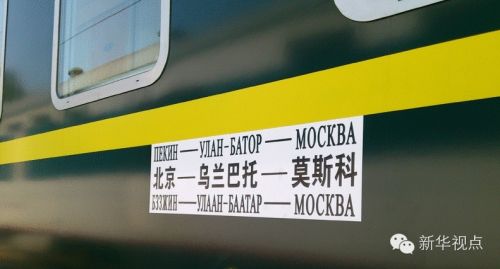 ПЕКИН — УЛАН-БАТОР — МОСКВА
北京 — 乌兰巴托 — 莫斯科
БЭЭЖИН — УЛААН-БААТАР — МОСКВА
新华视点